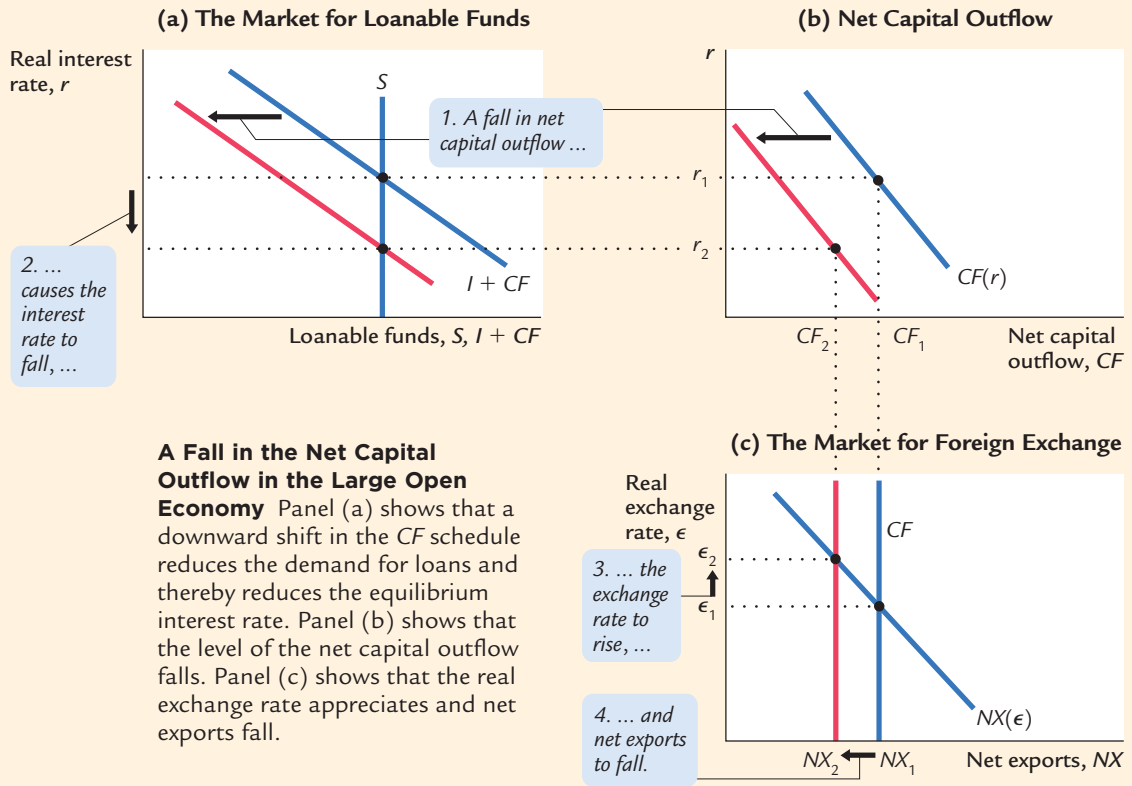 (a) The Market for Loanable Funds
Real interest
rate, r
S
1. A fall in net
capital outflow ...
2. ...
causes the
interest
rate to
fall, ...
I + CF
Loanable funds, S, I + CF
(b) Net Capital Outflow
r
r₁
r₂
CF(r)
CF₂
CF₁
Net capital
outflow, CF
A Fall in the Net Capital
Outflow in the Large Open
Economy Panel (a) shows that a
downward shift in the CF schedule
reduces the demand for loans and
thereby reduces the equilibrium
interest rate. Panel (b) shows that
the level of the net capital outflow
falls. Panel (c) shows that the real
exchange rate appreciates and net
exports fall.
(c) The Market for Foreign Exchange
Real
exchange
rate, ϵ
CF
ϵ₂
3. ... the
exchange
rate to
rise, ...
ϵ₁
4. ... and
net exports
to fall.
NX(ϵ)
NX₂
NX₁
Net exports, NX